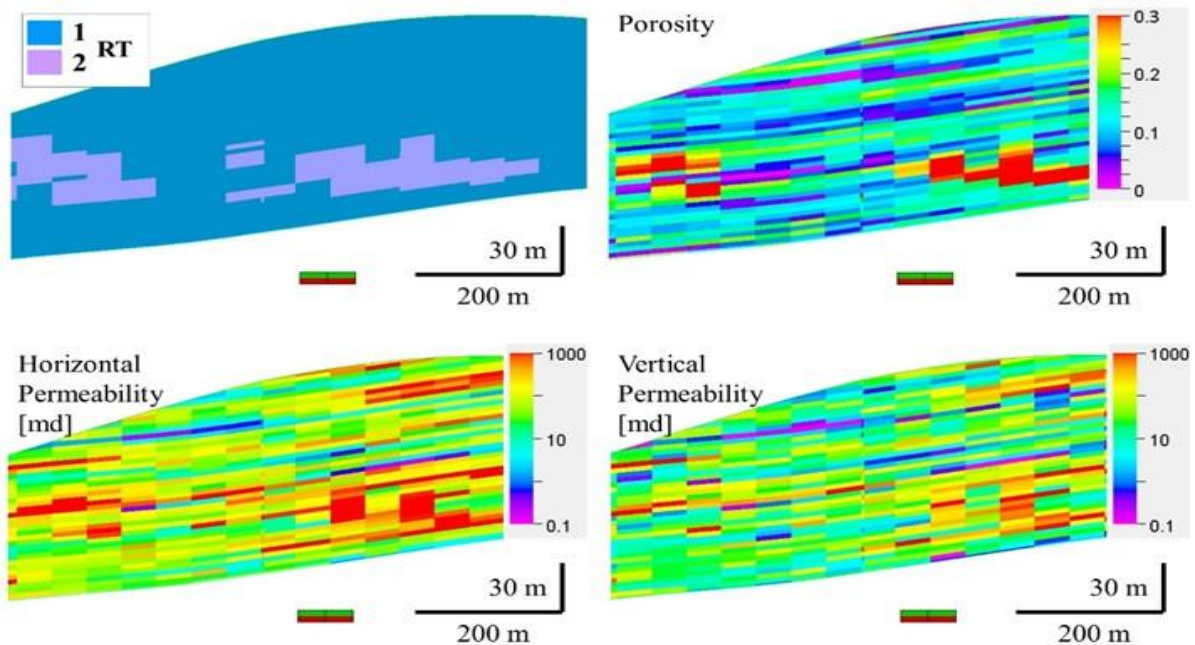 1 RT
2
30 m
200 m
Porosity
0.3
0.2
0.1
0
30 m
200 m
Horizontal
Permeability
[md]
1000
10
0.1
30 m
200 m
Vertical
Permeability
[md]
1000
10
0.1
30 m
200 m